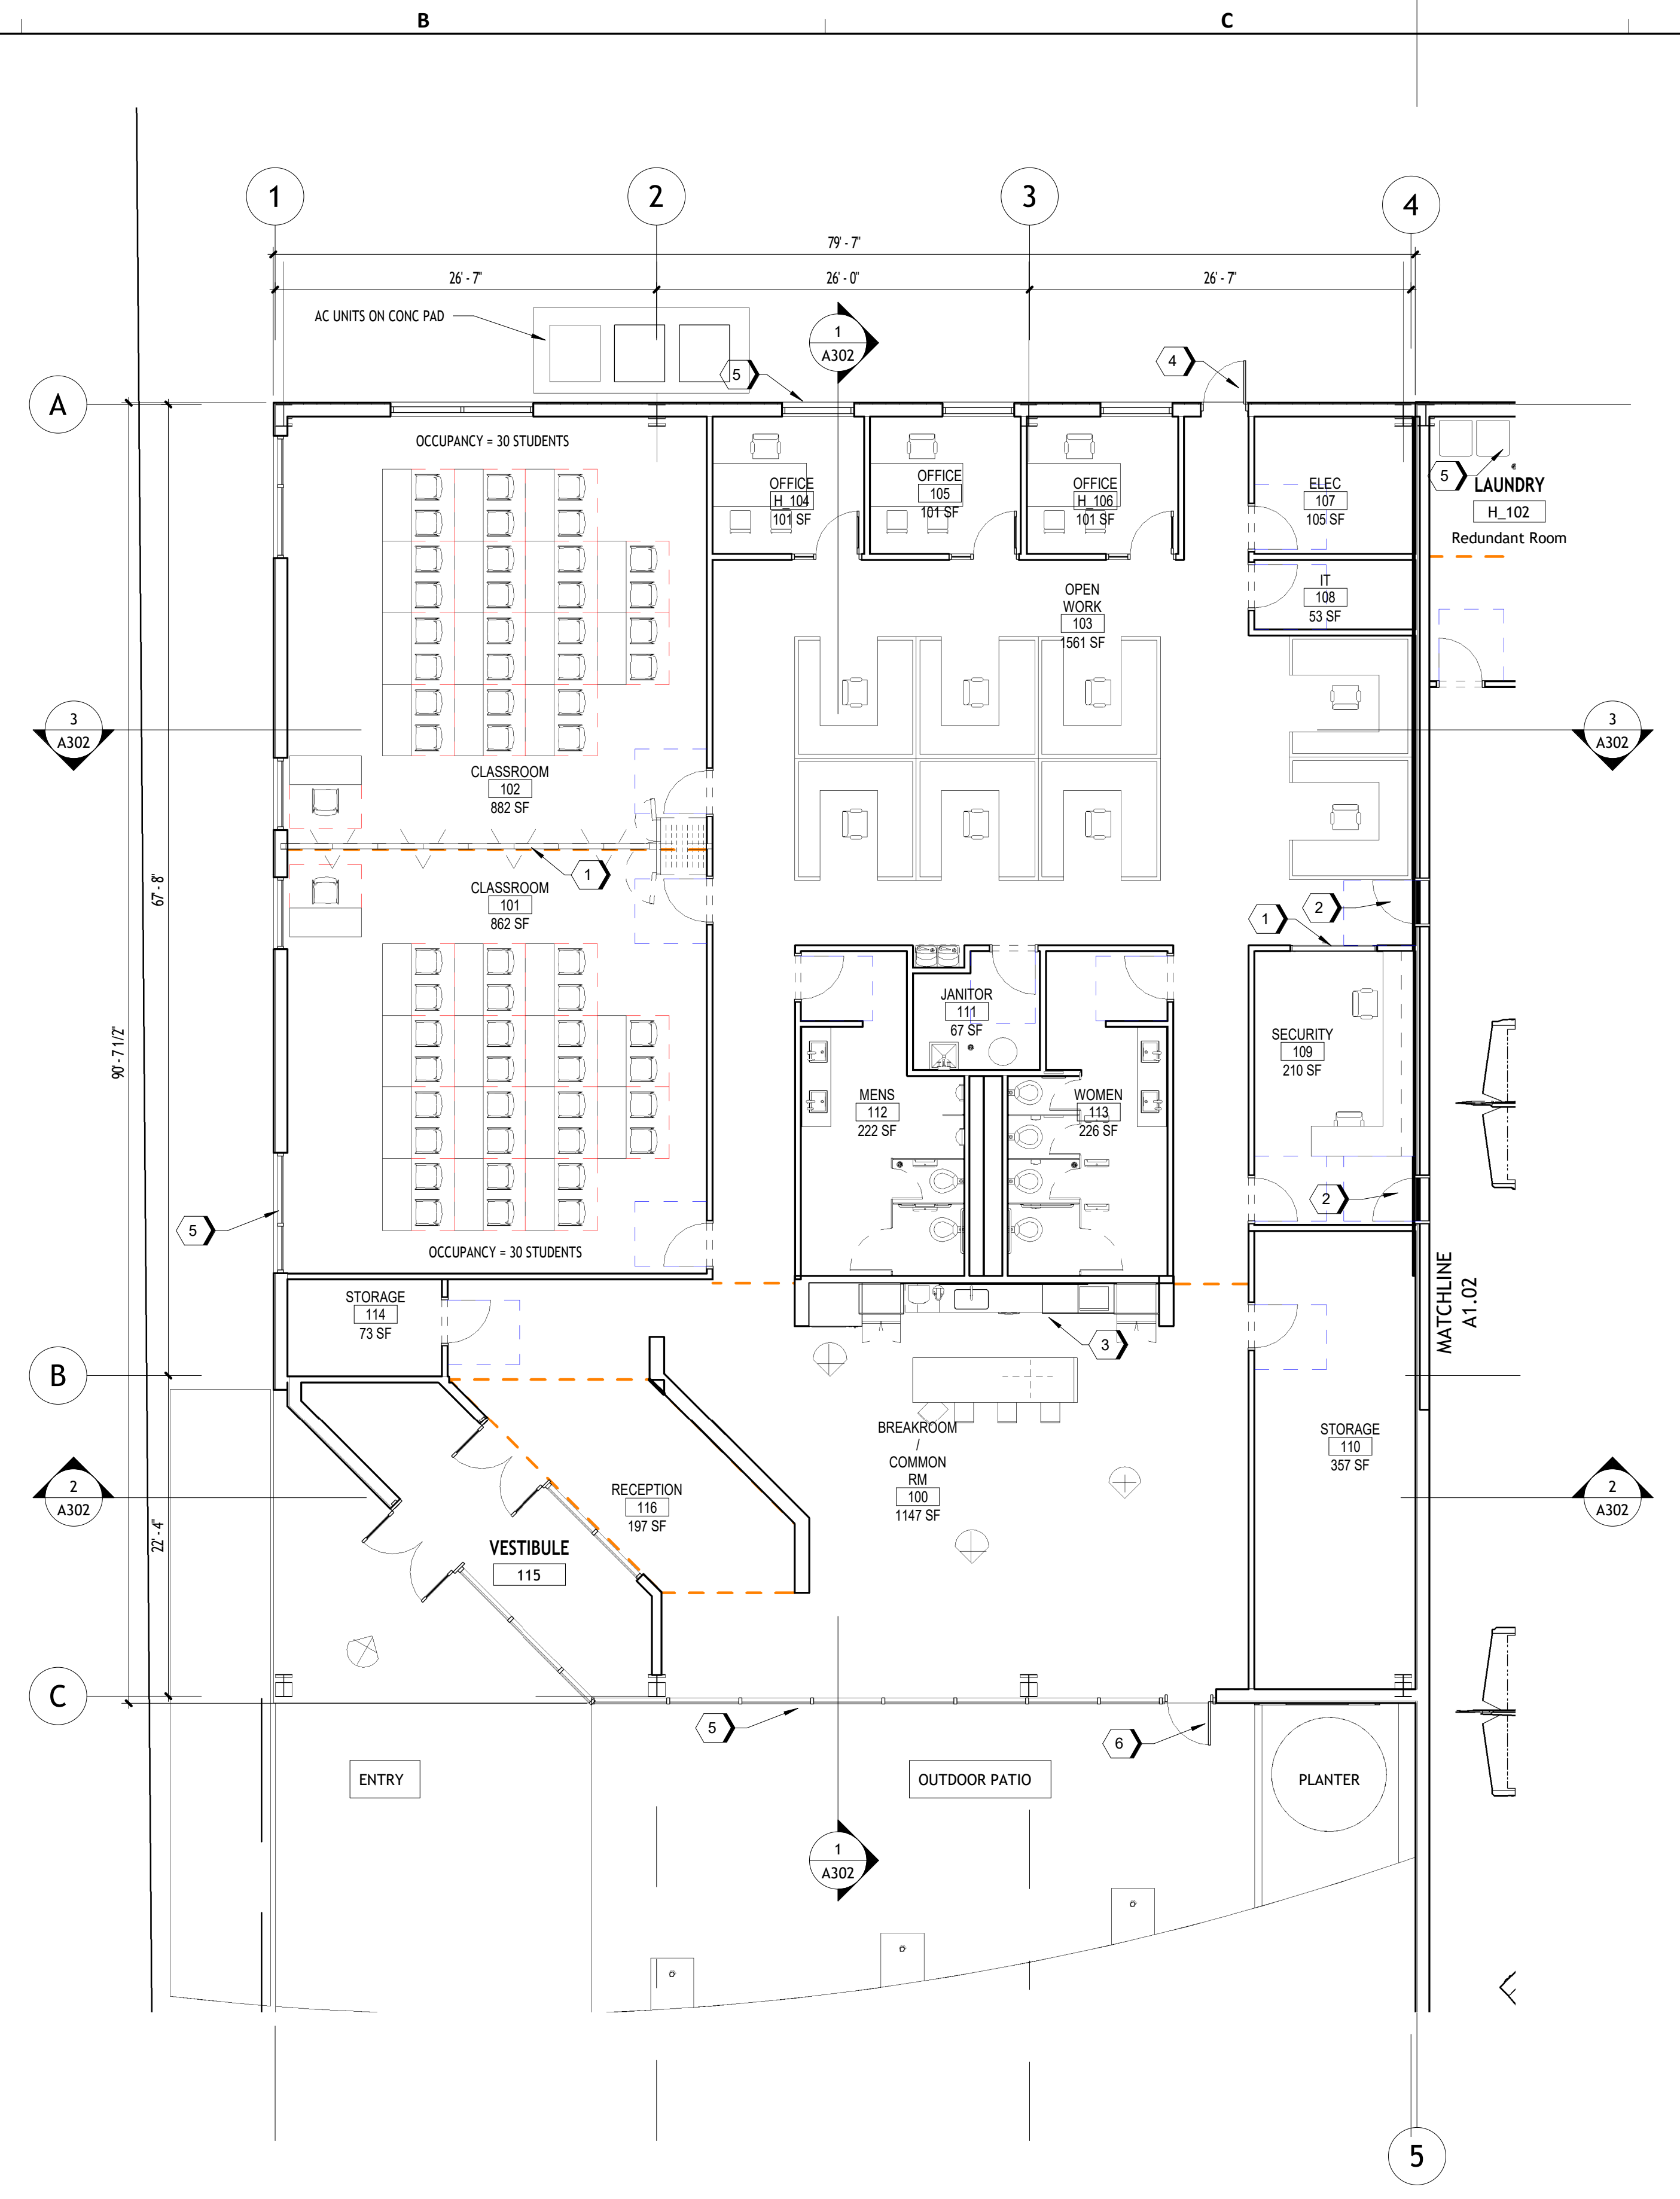 B
C
1
2
3
4
79' - 7"
26' - 7"
26' - 0"
26' - 7"
AC UNITS ON CONC PAD
1
A302
5
4
A
OCCUPANCY = 30 STUDENTS
OFFICE
H_104
101 SF
OFFICE
105
101 SF
OFFICE
H_106
101 SF
ELEC
107
105 SF
5
LAUNDRY
H_102
Redundant Room
IT
108
53 SF
OPEN
WORK
103
1561 SF
3
A302
3
A302
CLASSROOM
102
882 SF
1
CLASSROOM
101
862 SF
67' - 8"
90' - 7 1/2"
2
1
JANITOR
111
67 SF
SECURITY
109
210 SF
MENS
112
222 SF
WOMEN
113
226 SF
2
5
OCCUPANCY = 30 STUDENTS
STORAGE
114
73 SF
MATCHLINE
A1.02
3
B
BREAKROOM
/
COMMON
RM
100
1147 SF
STORAGE
110
357 SF
2
A302
2
A302
RECEPTION
116
197 SF
22' - 4"
VESTIBULE
115
C
5
6
ENTRY
OUTDOOR PATIO
PLANTER
1
A302
5